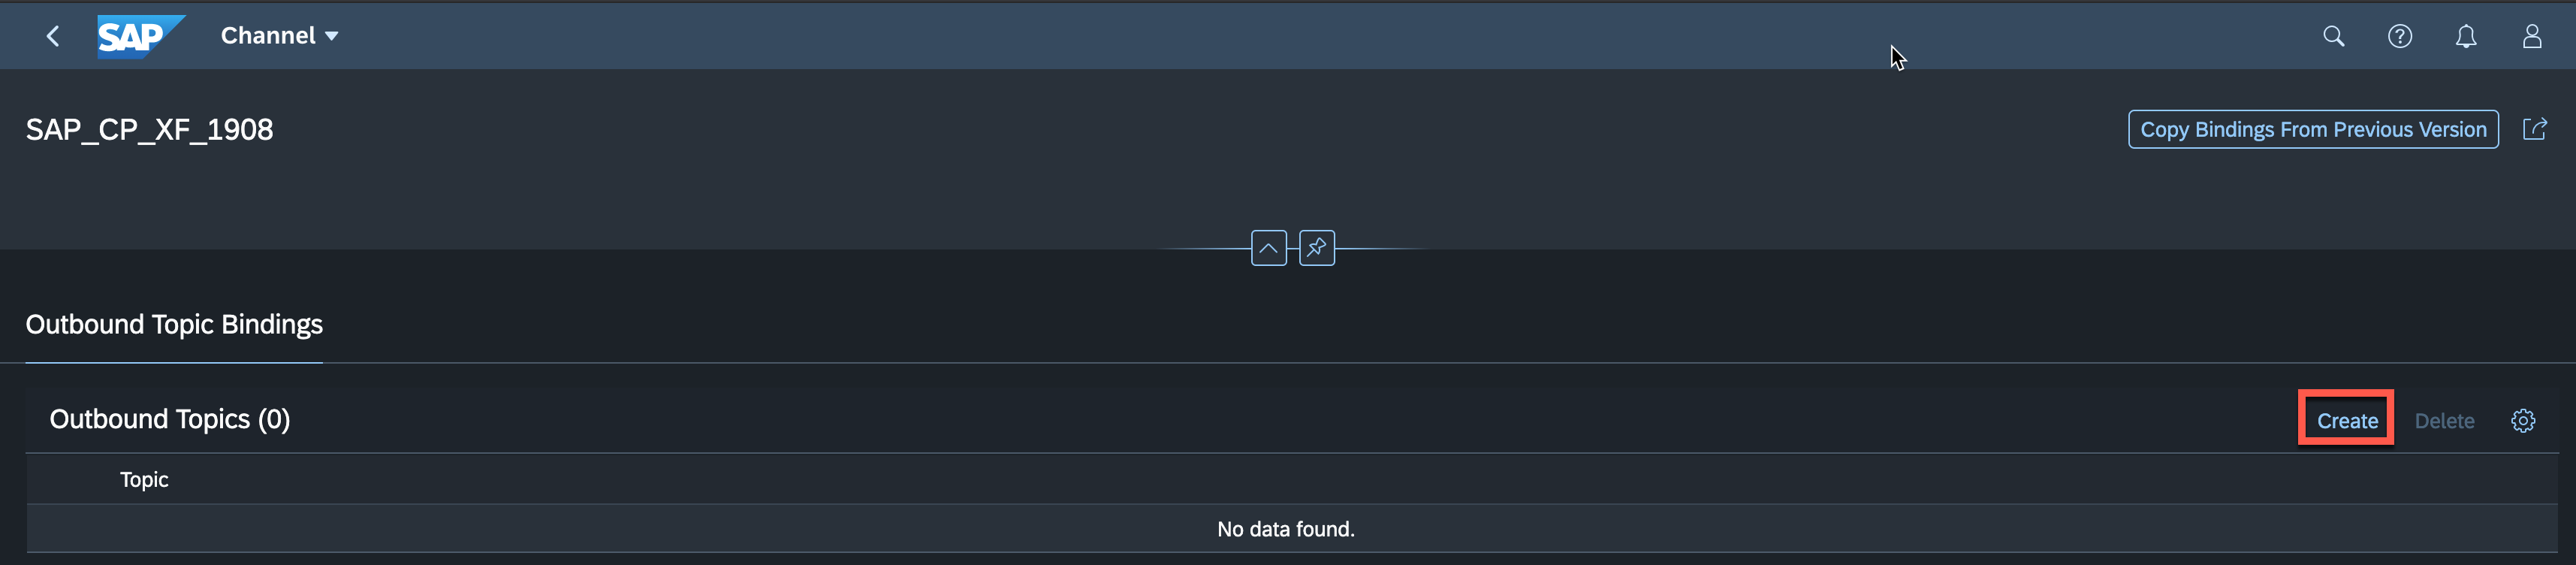 SAP Channel
SAP_CP_XF_1908
Copy Bindings From Previous Version
Outbound Topic Bindings
Outbound Topics (0)
Create Delete
Topic
No data found.